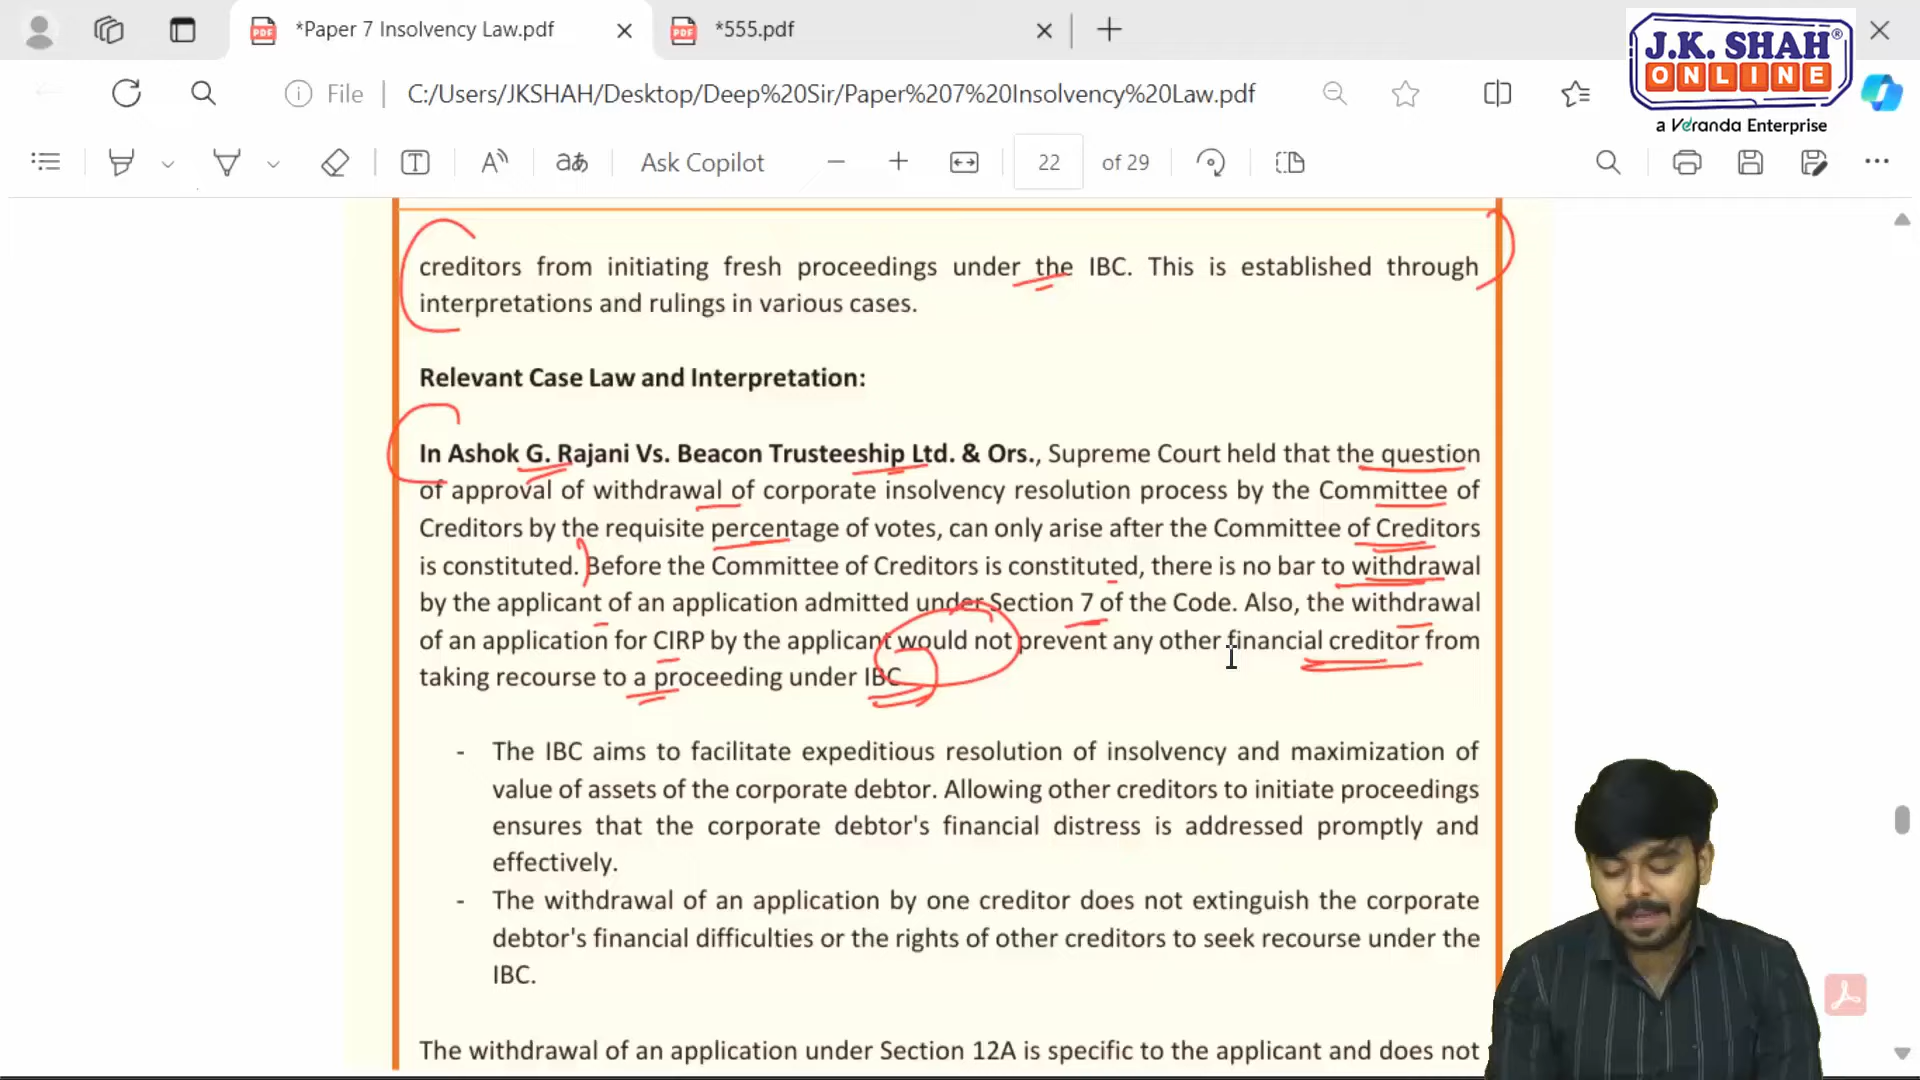 *Paper 7 Insolvency Law.pdf
*555.pdf
J.K. SHAH®
ONLINE
a Veranda Enterprise
File
C:/Users/JKSHAH/Desktop/Deep%20Sir/Paper%207%20Insolvency%20Law.pdf
Ask Copilot
22
of 29
creditors from initiating fresh proceedings under the IBC. This is established through
interpretations and rulings in various cases.
Relevant Case Law and Interpretation:
In Ashok G. Rajani Vs. Beacon Trusteeship Ltd. & Ors., Supreme Court held that the question
of approval of withdrawal of corporate insolvency resolution process by the Committee of
Creditors by the requisite percentage of votes, can only arise after the Committee of Creditors
is constituted. Before the Committee of Creditors is constituted, there is no bar to withdrawal
by the applicant of an application admitted under Section 7 of the Code. Also, the withdrawal
of an application for CIRP by the applicant would not prevent any other financial creditor from
taking recourse to a proceeding under IBC.
- The IBC aims to facilitate expeditious resolution of insolvency and maximization of
value of assets of the corporate debtor. Allowing other creditors to initiate proceedings
ensures that the corporate debtor's financial distress is addressed promptly and
effectively.
- The withdrawal of an application by one creditor does not extinguish the corporate
debtor's financial difficulties or the rights of other creditors to seek recourse under the
IBC.
The withdrawal of an application under Section 12A is specific to the applicant and does not